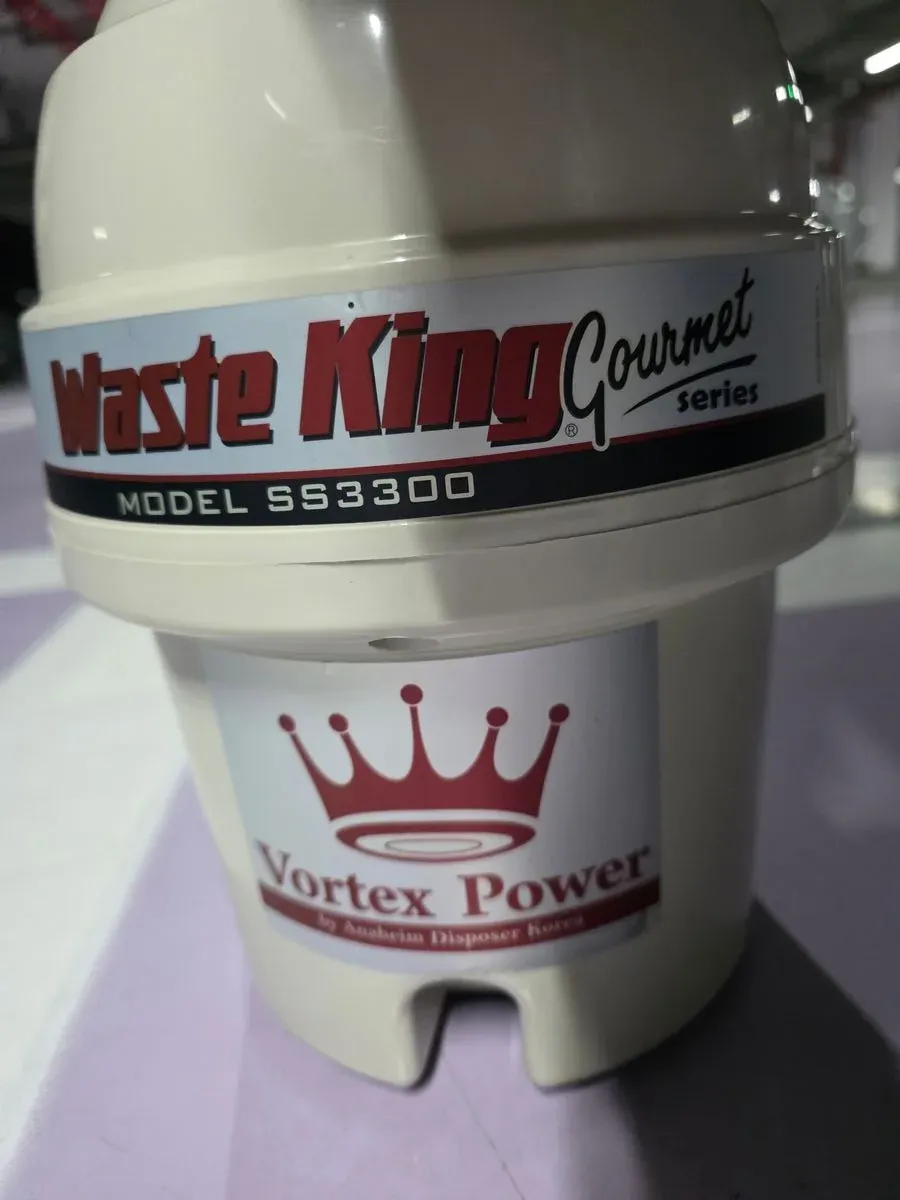 Waste King® Gourmet
series
MODEL SS3300
Vortex Power
by Anaheim Disposer Korea